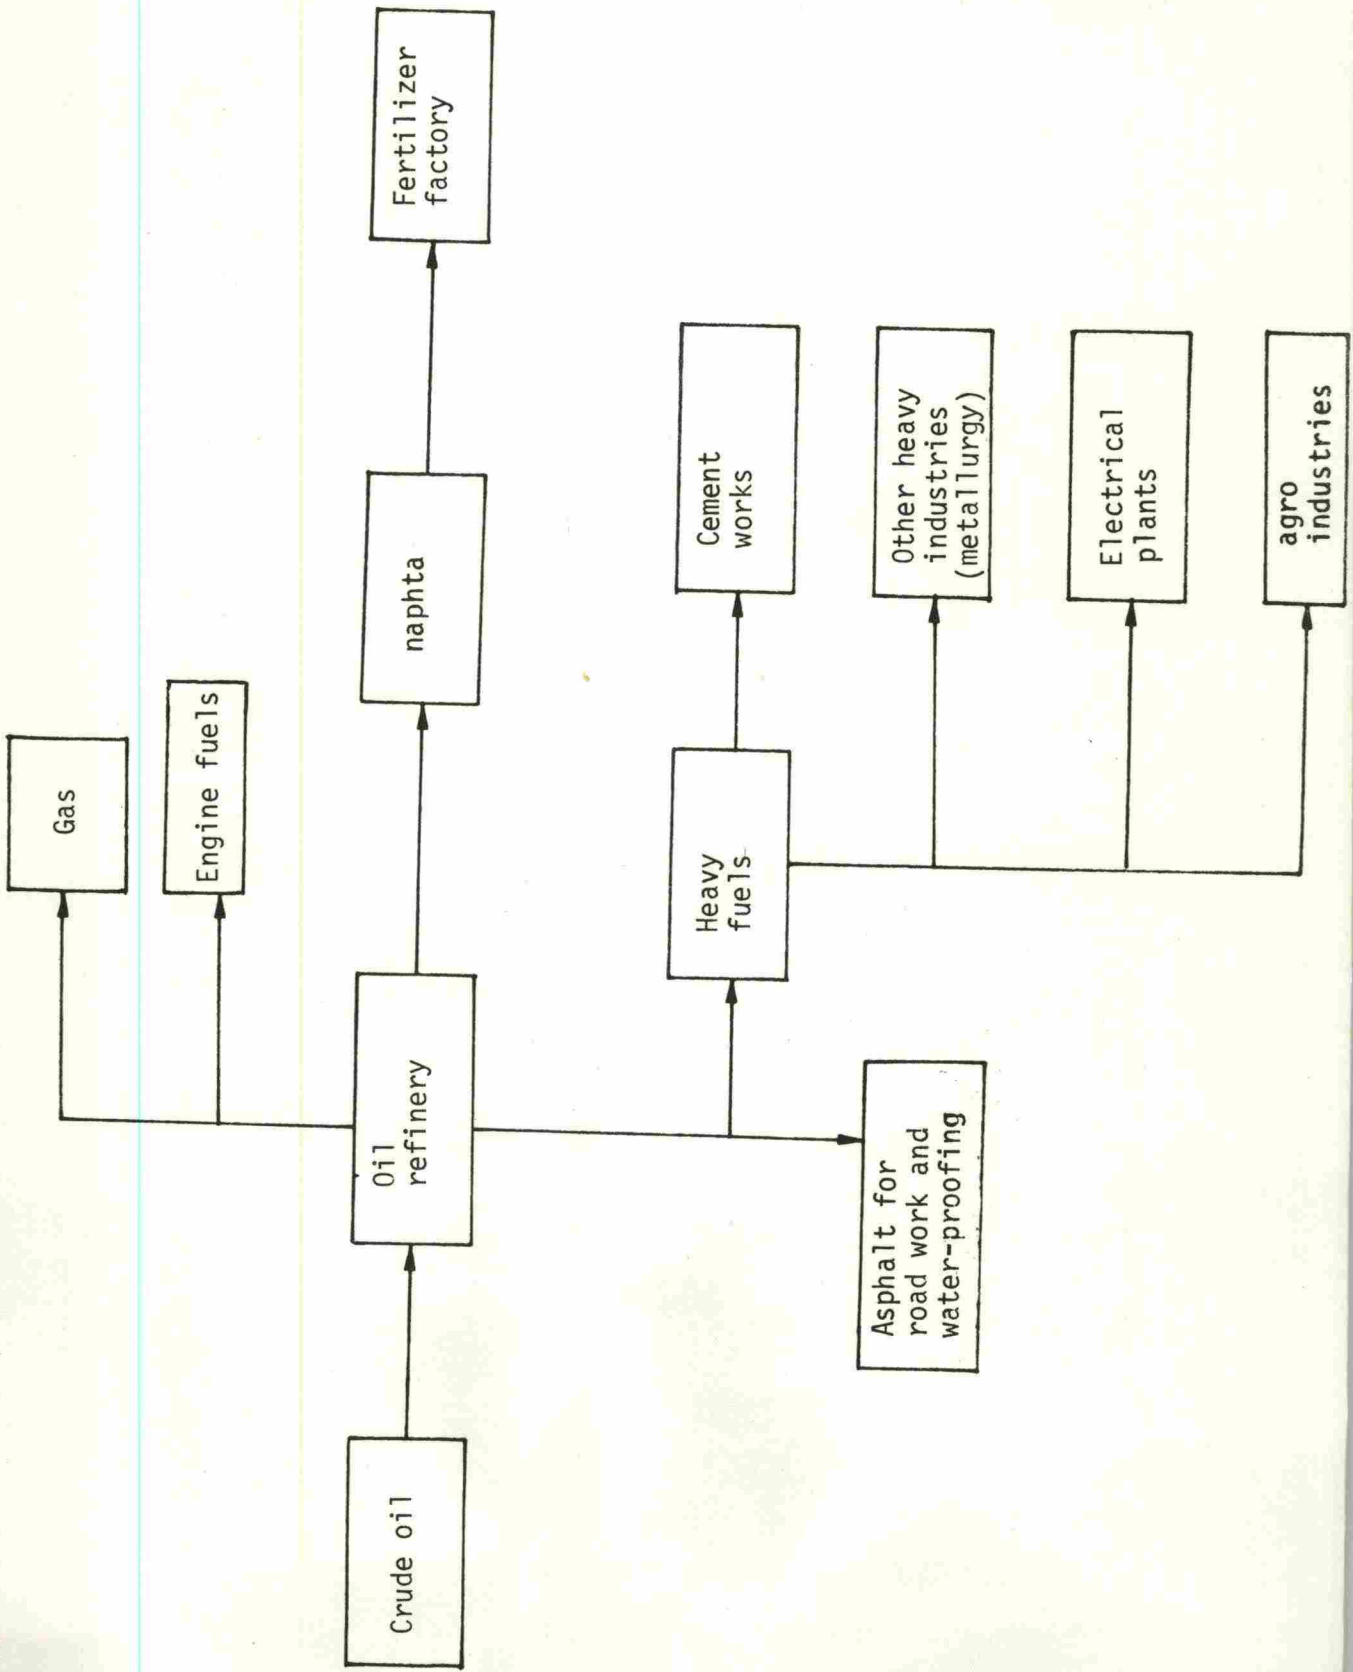 Gas
Engine fuels
Crude oil
Oil
refinery
naphta
Fertilizer
factory
Heavy
fuels
Cement
works
Other heavy
industries
(metallurgy)
Electrical
plants
agro
industries
Asphalt for
road work and
water-proofing